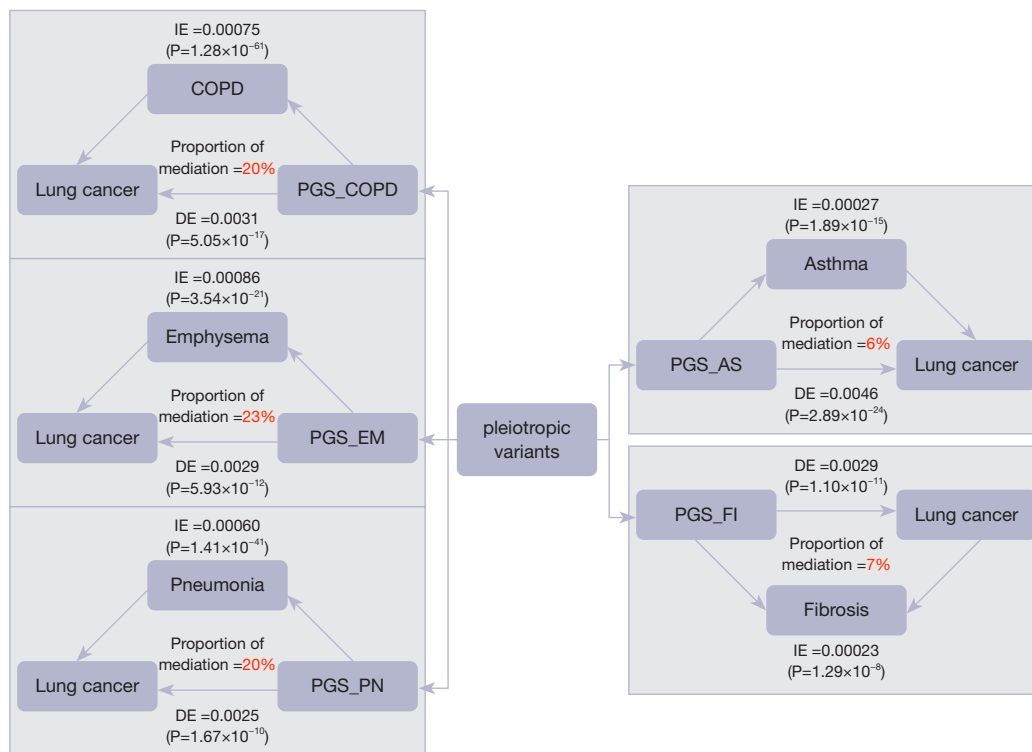 IE =0.00075
(P=1.28×10⁻⁶¹)
COPD
Proportion of
mediation =20%
Lung cancer
PGS_COPD
DE =0.0031
(P=5.05×10⁻¹⁷)
IE =0.00086
(P=3.54×10⁻²¹)
Emphysema
Proportion of
mediation =23%
Lung cancer
PGS_EM
DE =0.0029
(P=5.93×10⁻¹²)
IE =0.00060
(P=1.41×10⁻⁴¹)
Pneumonia
Proportion of
mediation =20%
Lung cancer
PGS_PN
DE =0.0025
(P=1.67×10⁻¹⁰)
pleiotropic
variants
IE =0.00027
(P=1.89×10⁻¹⁵)
Asthma
Proportion of
mediation =6%
PGS_AS
Lung cancer
DE =0.0046
(P=2.89×10⁻²⁴)
DE =0.0029
(P=1.10×10⁻¹¹)
PGS_FI
Lung cancer
Proportion of
mediation =7%
Fibrosis
IE =0.00023
(P=1.29×10⁻⁸)